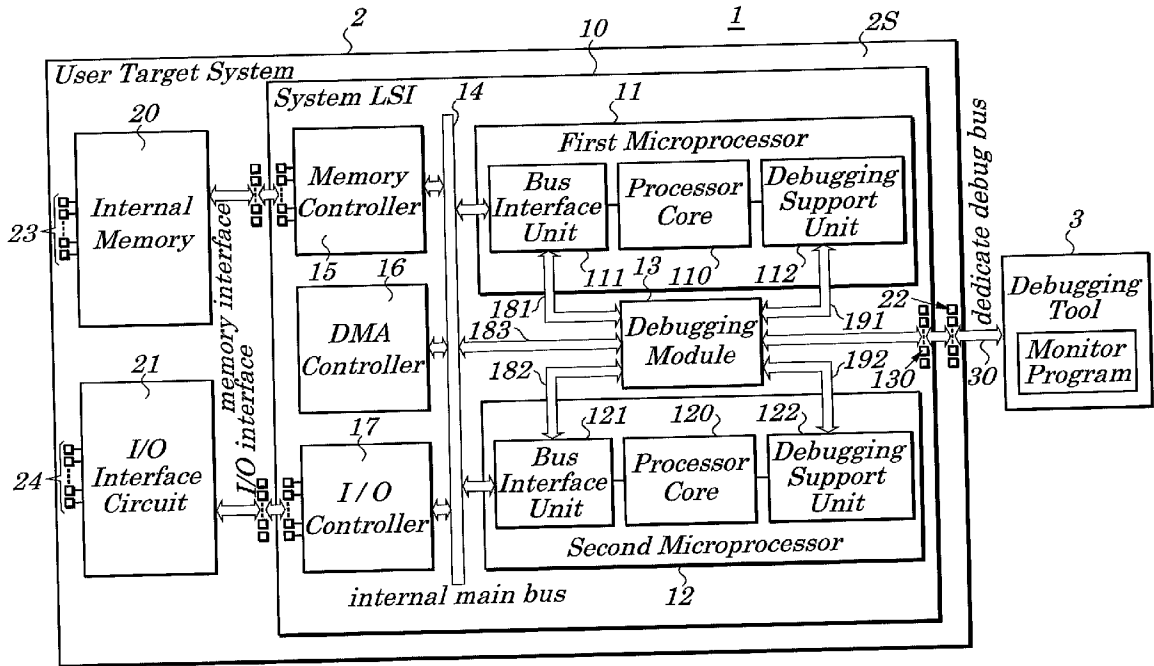 1
2
2S
User Target System
10
System LSI
14
20
Internal
Memory
23
memory interface
Memory
Controller
15
16
DMA
Controller
11
First Microprocessor
Bus
Interface
Unit
111
Processor
Core
110
Debugging
Support
Unit
112
13
Debugging
Module
181
183
182
191
192
22
130
dedicate debug bus
30
3
Debugging
Tool
Monitor
Program
21
I/O
Interface
Circuit
24
I/O interface
17
I/O
Controller
121
Bus
Interface
Unit
120
Processor
Core
122
Debugging
Support
Unit
Second Microprocessor
12
internal main bus